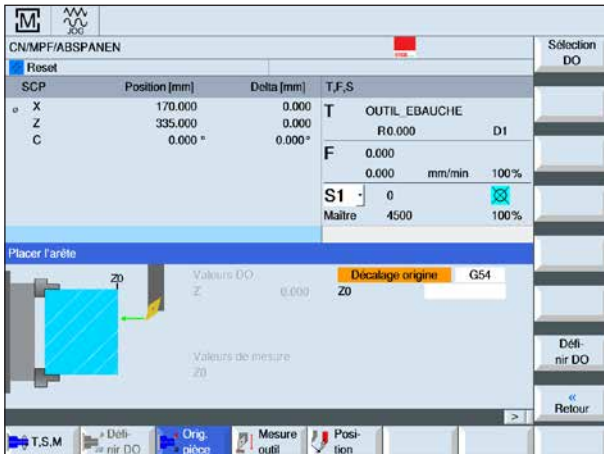 M
JOG
CN/MPF/ABSPANEN
Sélection
DO
Reset
SCP Position [mm] Delta [mm] T,F,S
X 170.000 0.000
Z 335.000 0.000
C 0.000 ° 0.000°
T OUTIL_EBAUCHE
R0.000 D1
F 0.000
0.000 mm/min 100%
S1 0
Maître 4500 100%
Placer l'arête
Z0
Valeurs DO
Z 0.000
Décalage origine G54
Z0
Valeurs de mesure
Z0
Défi-
nir DO
«
Retour
>
T,S,M
Défi-
nir DO
Orig.
pièce
Mesure
outil
Posi-
tion